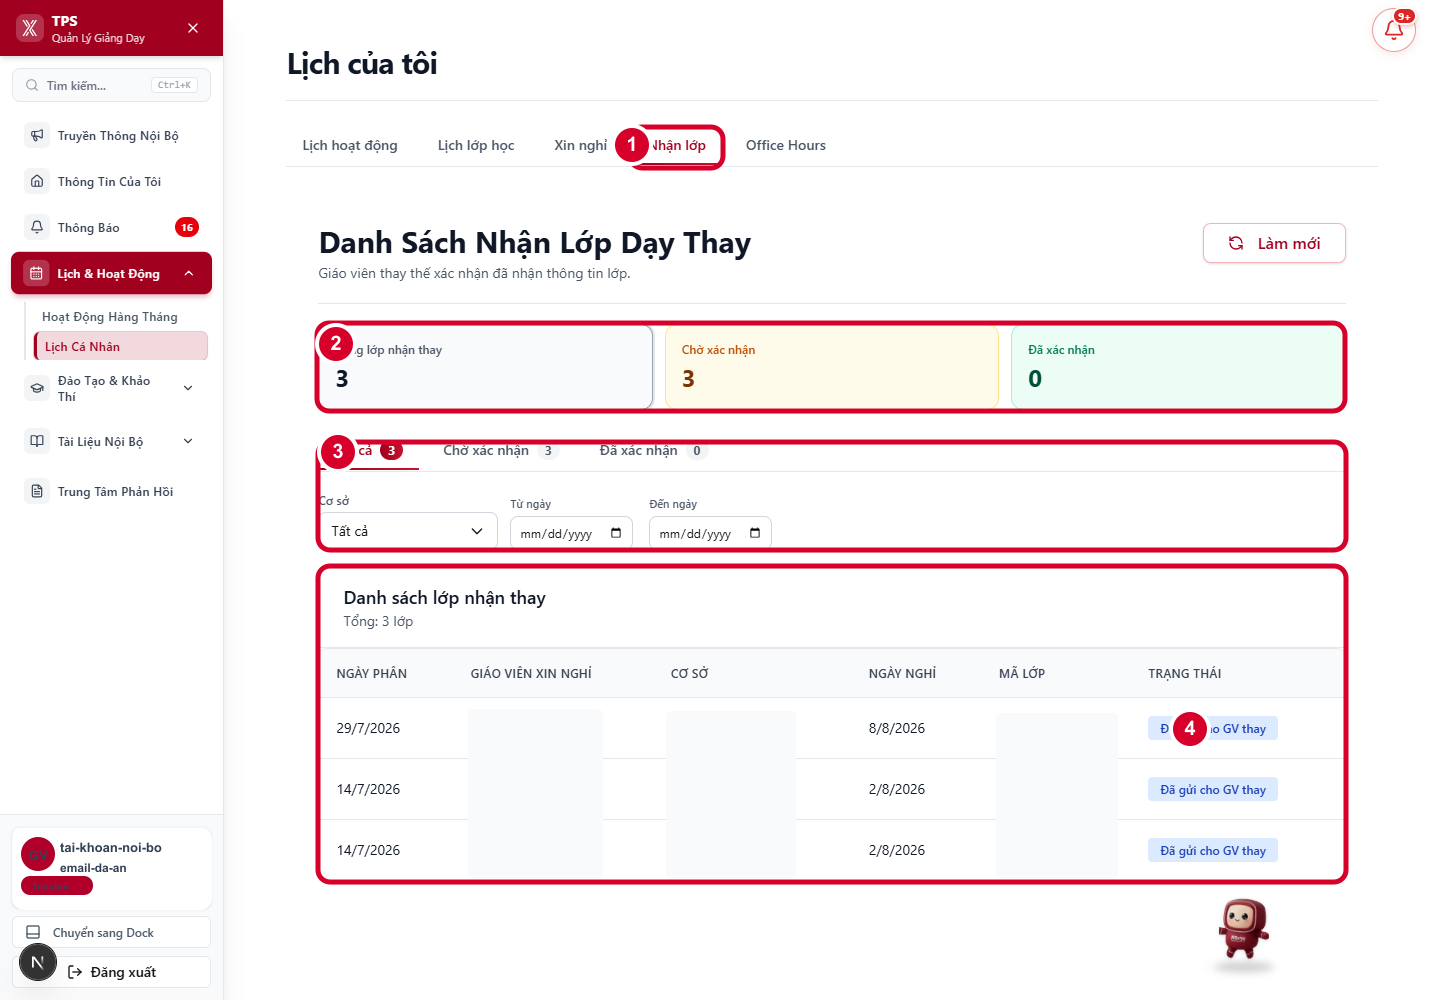 TPS
Quản Lý Giảng Dạy
Tìm kiếm...
Ctrl+K
Truyền Thông Nội Bộ
Thông Tin Của Tôi
Thông Báo
16
Lịch & Hoạt Động
Hoạt Động Hàng Tháng
Lịch Cá Nhân
Đào Tạo & Khảo
Thí
Tài Liệu Nội Bộ
Trung Tâm Phản Hồi
tai-khoan-noi-bo
email-da-an
Chuyển sang Dock
N
Đăng xuất
9+
Lịch của tôi
Lịch hoạt động
Lịch lớp học
Xin nghỉ
1
Nhận lớp
Office Hours
Danh Sách Nhận Lớp Dạy Thay
Giáo viên thay thế xác nhận đã nhận thông tin lớp.
Làm mới
2
lớp nhận thay
3
Chờ xác nhận
3
Đã xác nhận
0
3
cả
3
Chờ xác nhận
3
Đã xác nhận
0
Cơ sở
Tất cả
Từ ngày
mm/dd/yyyy
Đến ngày
mm/dd/yyyy
Danh sách lớp nhận thay
Tổng: 3 lớp
NGÀY PHÂN
GIÁO VIÊN XIN NGHỈ
CƠ SỞ
NGÀY NGHỈ
MÃ LỚP
TRẠNG THÁI
29/7/2026
8/8/2026
4
GV thay
14/7/2026
2/8/2026
Đã gửi cho GV thay
14/7/2026
2/8/2026
Đã gửi cho GV thay